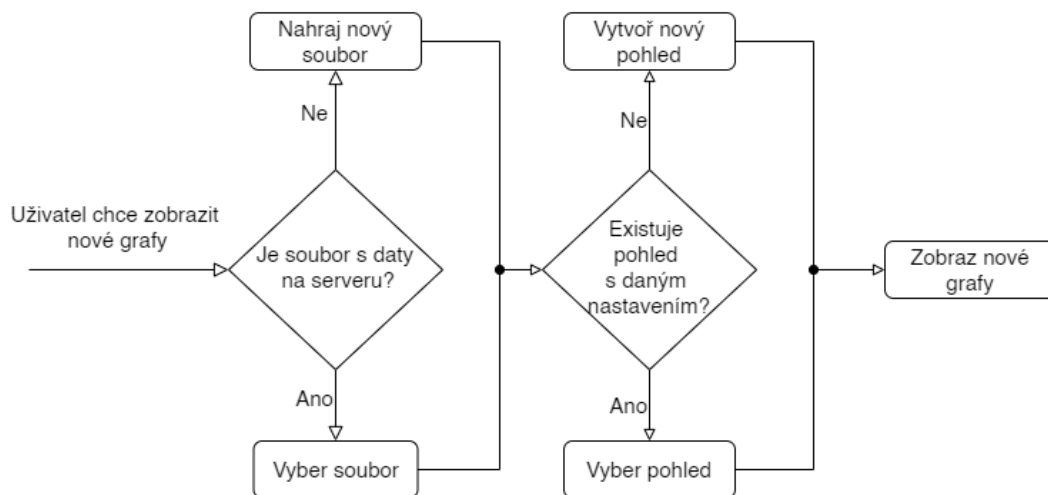 Nahraj nový
soubor
Vytvoř nový
pohled
Ne
Ne
Uživatel chce zobrazit
nové grafy
Je soubor s daty
na serveru?
Existuje
pohled
s daným
nastavením?
Zobraz nové
grafy
Ano
Ano
Vyber soubor
Vyber pohled